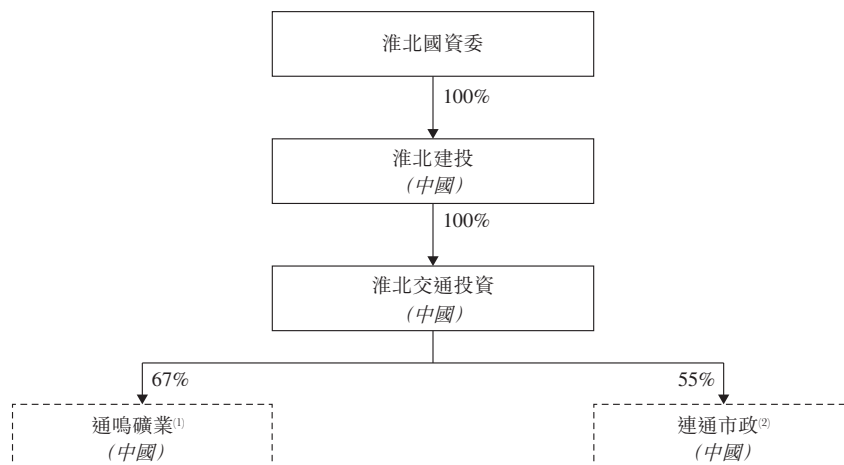 淮北國資委
100%
淮北建投
（中國）
100%
淮北交通投資
（中國）
67%
55%
通鳴礦業(1)
（中國）
連通市政(2)
（中國）